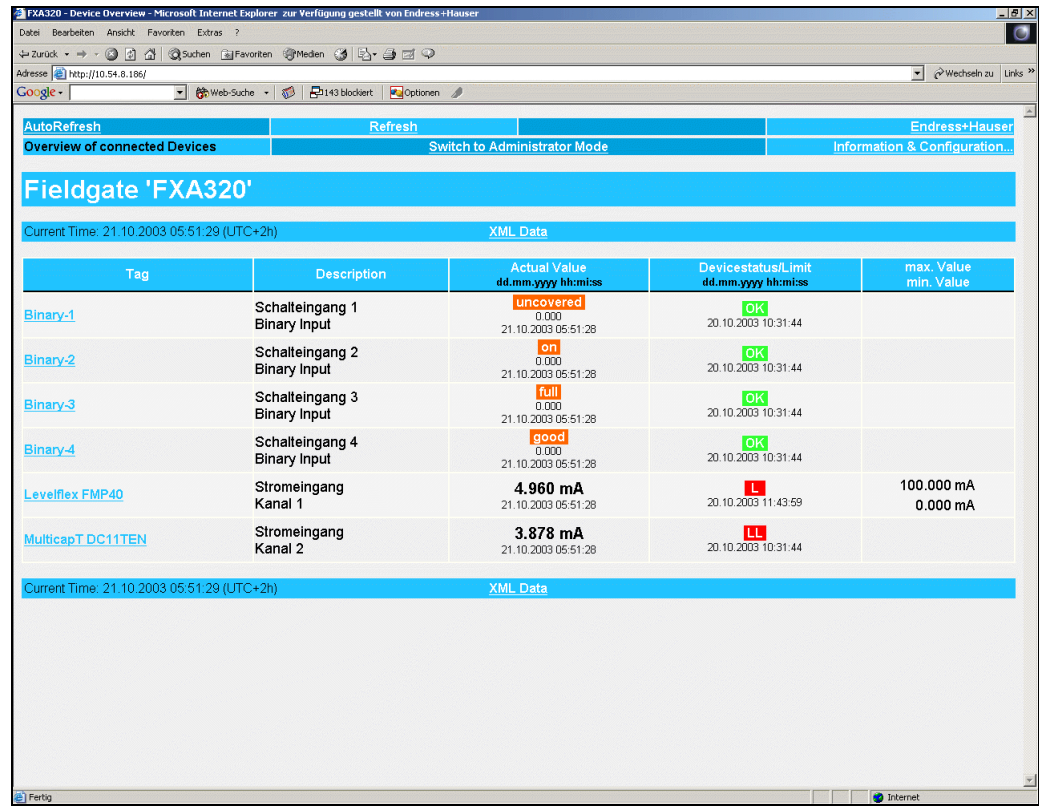 FXA320 - Device Overview - Microsoft Internet Explorer zur Verfügung gestellt von Endress+Hauser
Datei Bearbeiten Ansicht Favoriten Extras ?
Zurück Suchen Favoriten Medien
Adresse http://10.54.8.186/ Wechseln zu Links »
Google Web-Suche 143 blockiert Optionen
AutoRefresh Refresh Endress+Hauser
Overview of connected Devices Switch to Administrator Mode Information & Configuration...
Fieldgate 'FXA320'
Current Time: 21.10.2003 05:51:29 (UTC+2h) XML Data
Tag Description Actual Value Devicestatus/Limit max. Value
dd.mm.yyyy hh:mi:ss dd.mm.yyyy hh:mi:ss min. Value
Binary-1 Schalteingang 1 uncovered OK
Binary Input 0.000 20.10.2003 10:31:44
21.10.2003 05:51:28
Binary-2 Schalteingang 2 on OK
Binary Input 0.000 20.10.2003 10:31:44
21.10.2003 05:51:28
Binary-3 Schalteingang 3 full OK
Binary Input 0.000 20.10.2003 10:31:44
21.10.2003 05:51:28
Binary-4 Schalteingang 4 good OK
Binary Input 0.000 20.10.2003 10:31:44
21.10.2003 05:51:28
Levelflex FMP40 Stromeingang 4.960 mA L 100.000 mA
Kanal 1 21.10.2003 05:51:28 20.10.2003 11:43:59 0.000 mA
MulticapT DC11TEN Stromeingang 3.878 mA LL
Kanal 2 21.10.2003 05:51:28 20.10.2003 10:31:44
Current Time: 21.10.2003 05:51:29 (UTC+2h) XML Data
Fertig Internet